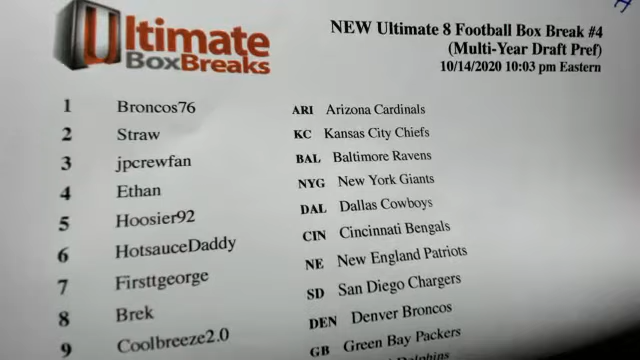 Ultimate
BoxBreaks
NEW Ultimate 8 Football Box Break #4
(Multi-Year Draft Pref)
10/14/2020 10:03 pm Eastern
1 Broncos76 ARI Arizona Cardinals
2 Straw KC Kansas City Chiefs
3 jpcrewfan BAL Baltimore Ravens
4 Ethan NYG New York Giants
5 Hoosier92 DAL Dallas Cowboys
6 HotsauceDaddy CIN Cincinnati Bengals
7 Firsttgeorge NE New England Patriots
8 Brek SD San Diego Chargers
9 Coolbreeze2.0 DEN Denver Broncos
GB Green Bay Packers
Dolphins